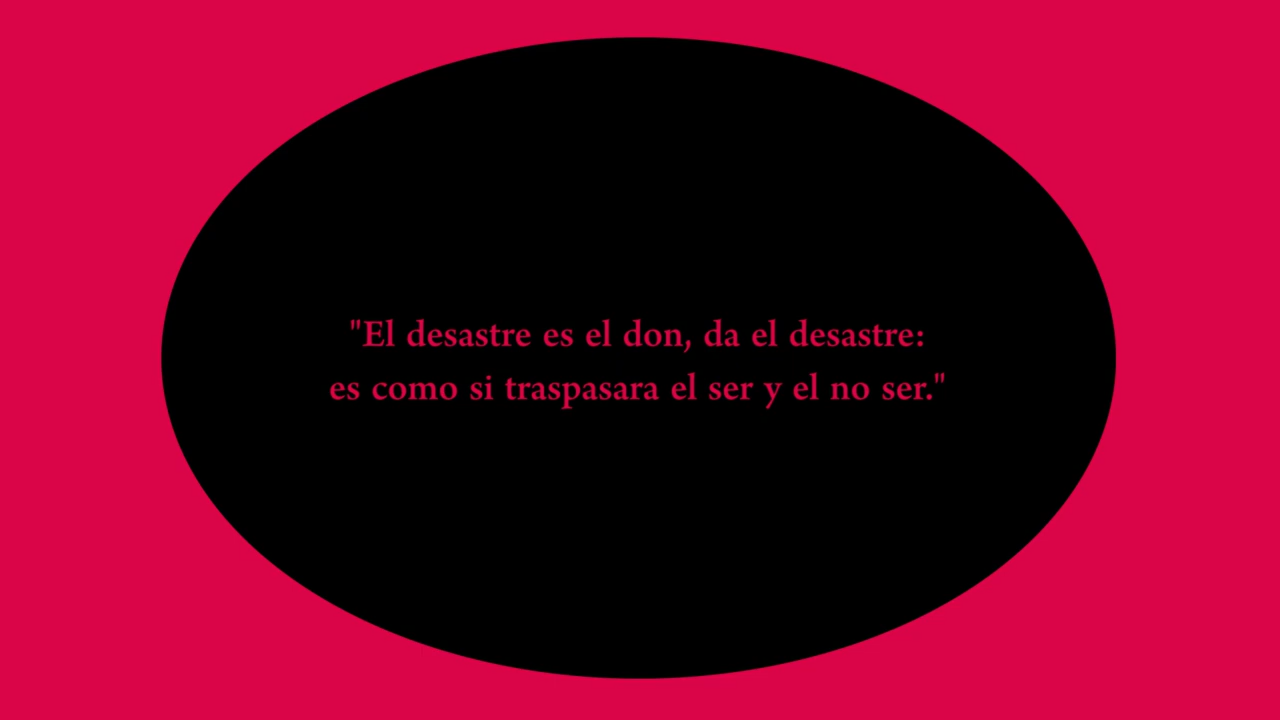 "El desastre es el don, da el desastre:
es como si traspasara el ser y el no ser."